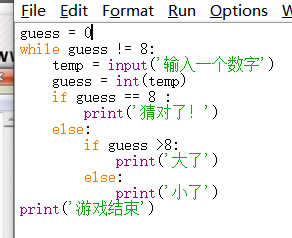 File Edit Format Run Options
guess = 0
while guess != 8:
    temp = input('输入一个数字')
    guess = int(temp)
    if guess == 8 :
        print('猜对了！')
    else:
        if guess >8:
            print('大了')
        else:
            print('小了')
print('游戏结束')